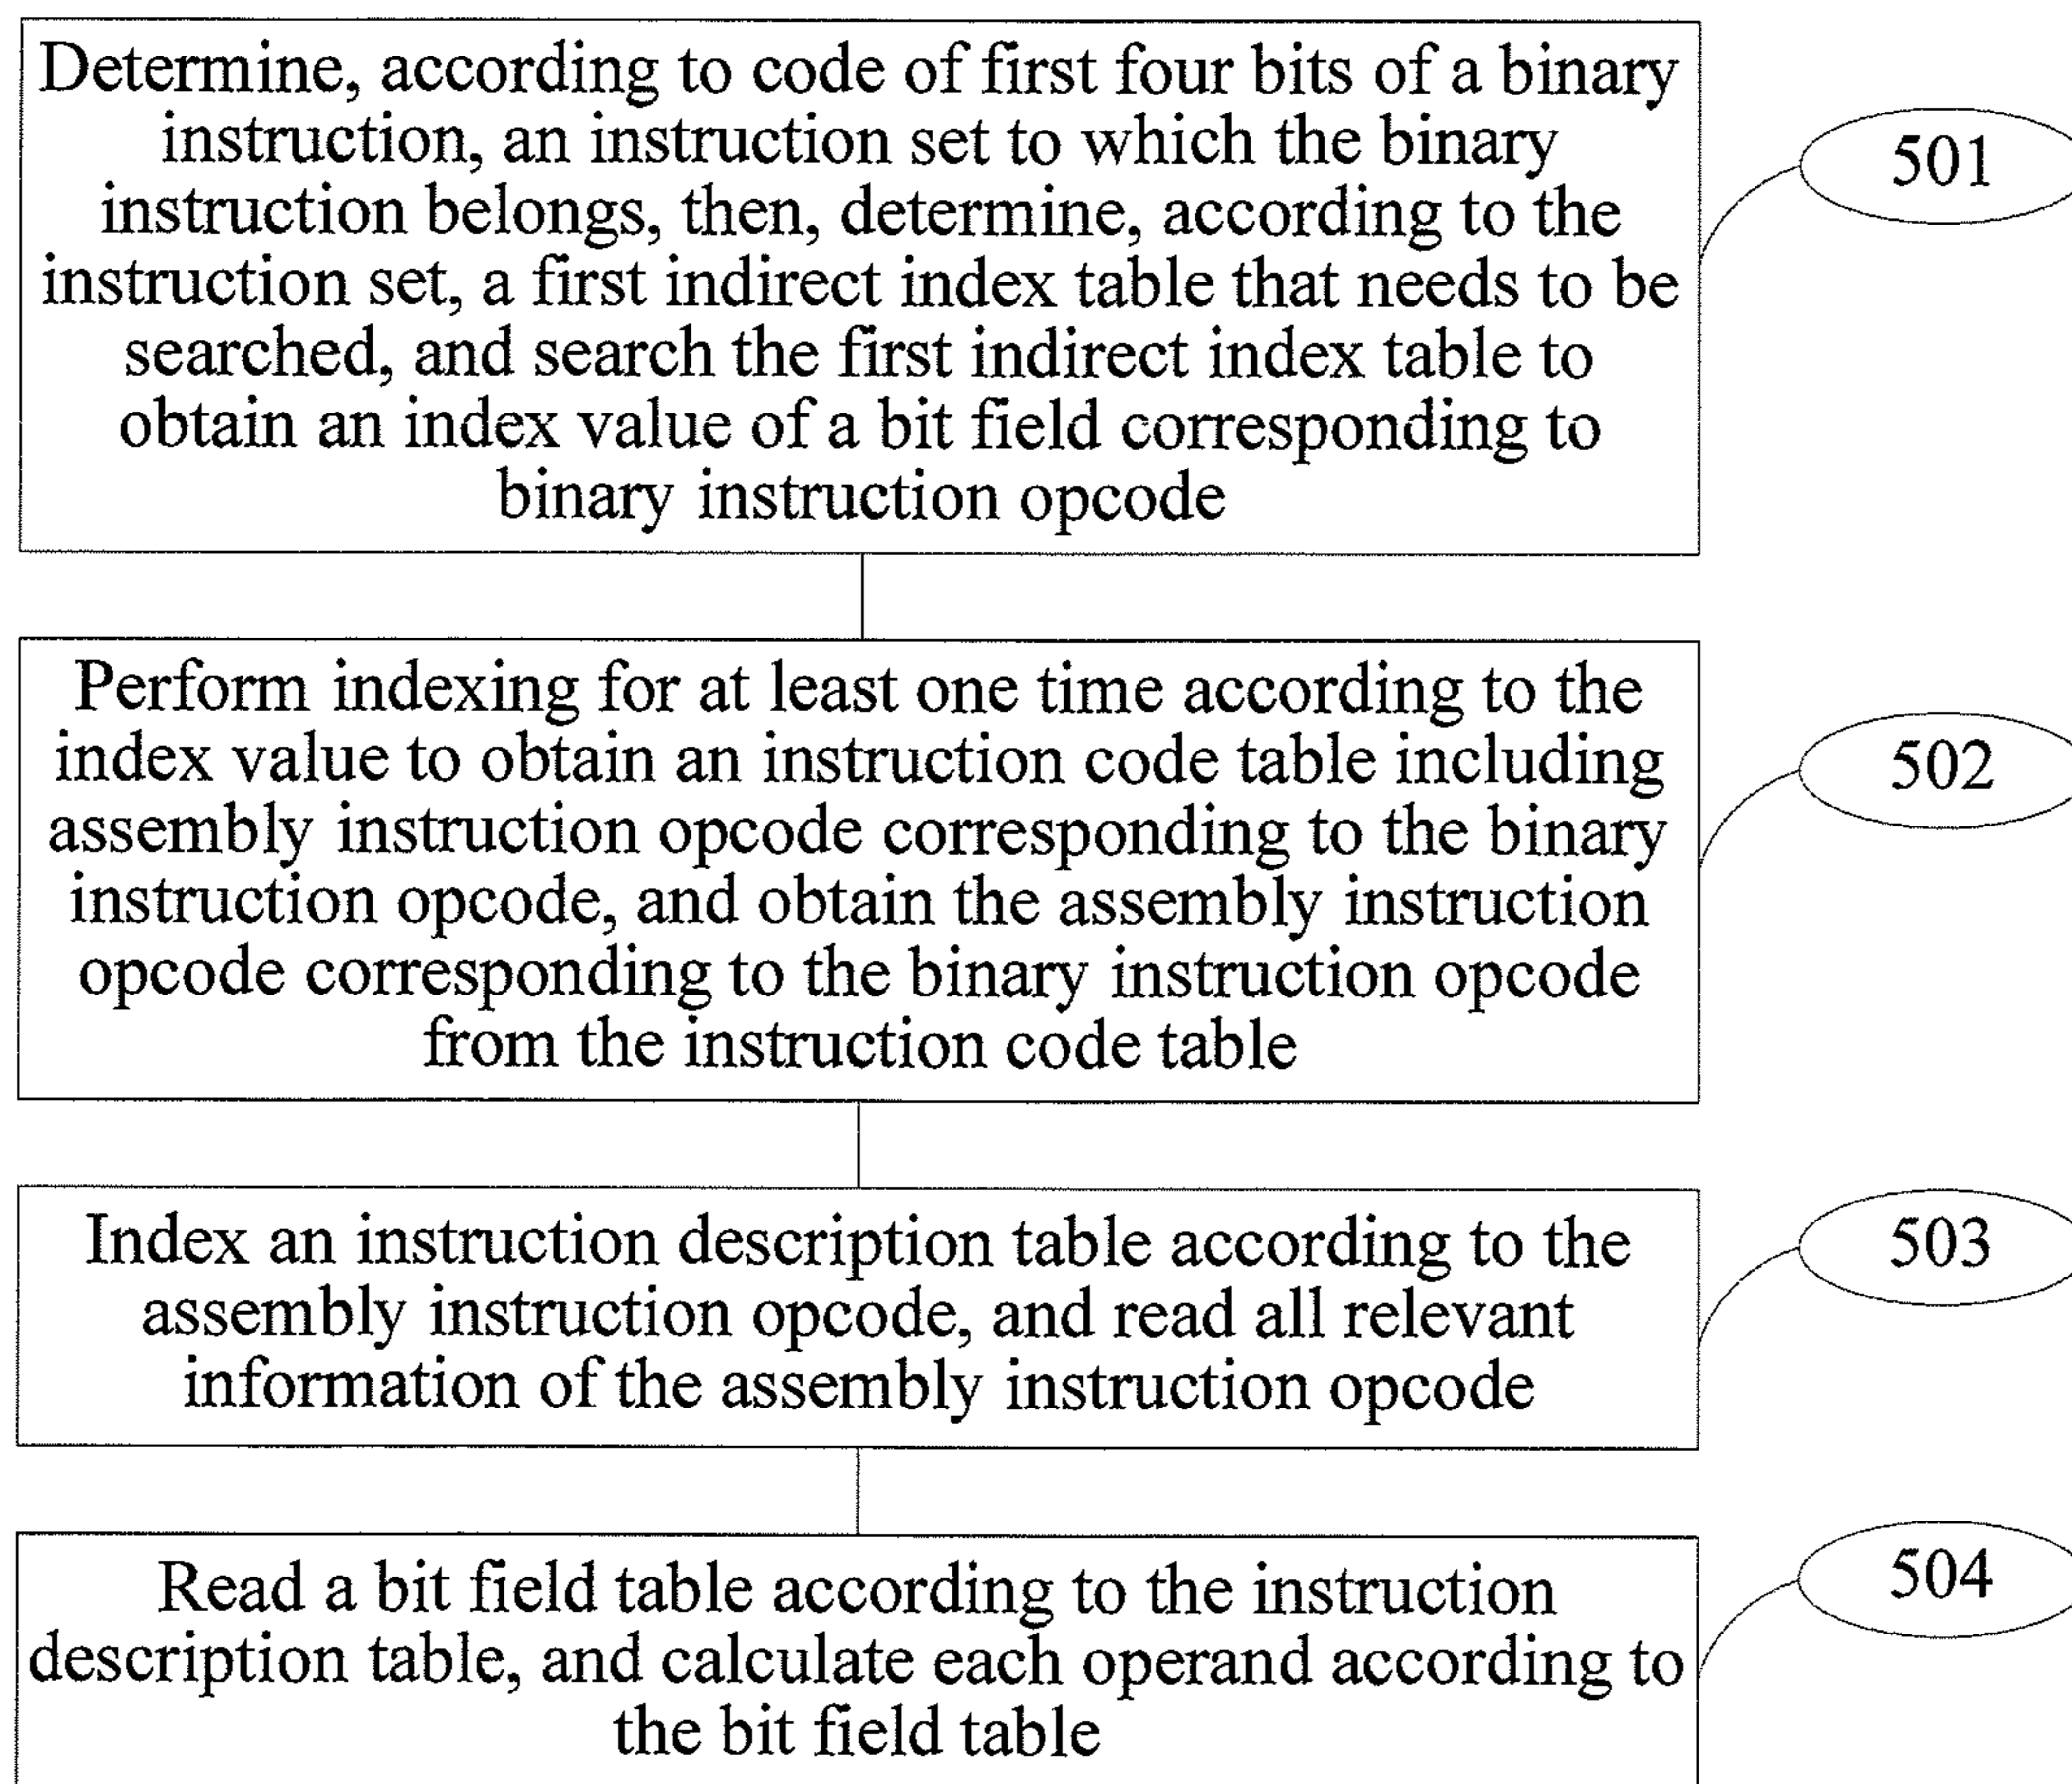 Determine, according to code of first four bits of a binary
instruction, an instruction set to which the binary
instruction belongs, then, determine, according to the
instruction set, a first indirect index table that needs to be
searched, and search the first indirect index table to
obtain an index value of a bit field corresponding to
binary instruction opcode
501
Perform indexing for at least one time according to the
index value to obtain an instruction code table including
assembly instruction opcode corresponding to the binary
instruction opcode, and obtain the assembly instruction
opcode corresponding to the binary instruction opcode
from the instruction code table
502
Index an instruction description table according to the
assembly instruction opcode, and read all relevant
information of the assembly instruction opcode
503
Read a bit field table according to the instruction
description table, and calculate each operand according to
the bit field table
504